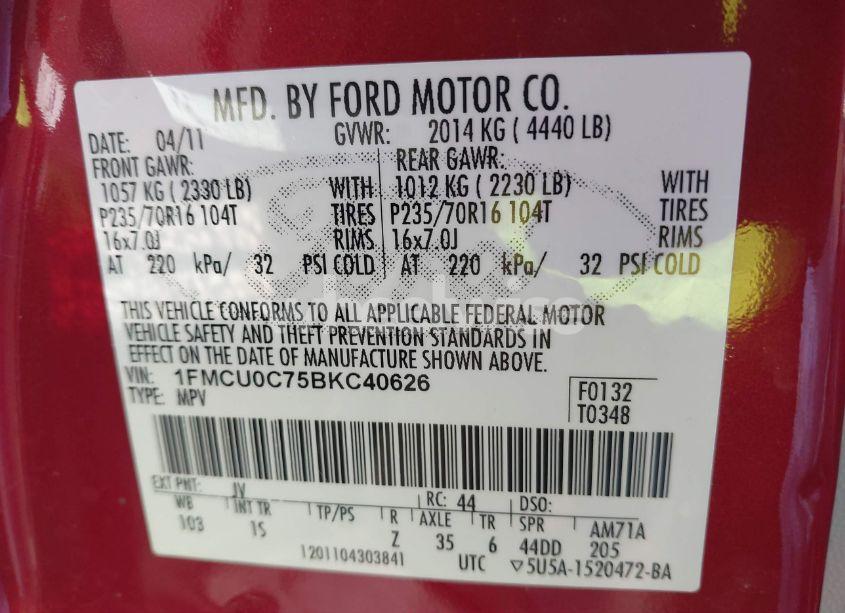 MFD. BY FORD MOTOR CO.
DATE: 04/11 GVWR: 2014 KG ( 4440 LB)
FRONT GAWR: REAR GAWR:
1057 KG ( 2330 LB) WITH 1012 KG ( 2230 LB) WITH
P235/70R16 104T TIRES P235/70R16 104T TIRES
16x7.0J RIMS 16x7.0J RIMS
AT 220 kPa/ 32 PSI COLD AT 220 kPa/ 32 PSI COLD
THIS VEHICLE CONFORMS TO ALL APPLICABLE FEDERAL MOTOR
VEHICLE SAFETY AND THEFT PREVENTION STANDARDS IN
EFFECT ON THE DATE OF MANUFACTURE SHOWN ABOVE.
VIN: 1FMCU0C75BKC40626
TYPE: MPV
F0132
T0348
EXT PNT: JV RC: 44 DSO:
WB INT TR TP/PS R AXLE TR SPR AM71A
103 1S Z 35 6 44DD 205
1201104303841 UTC ▽5U5A-1520472-BA